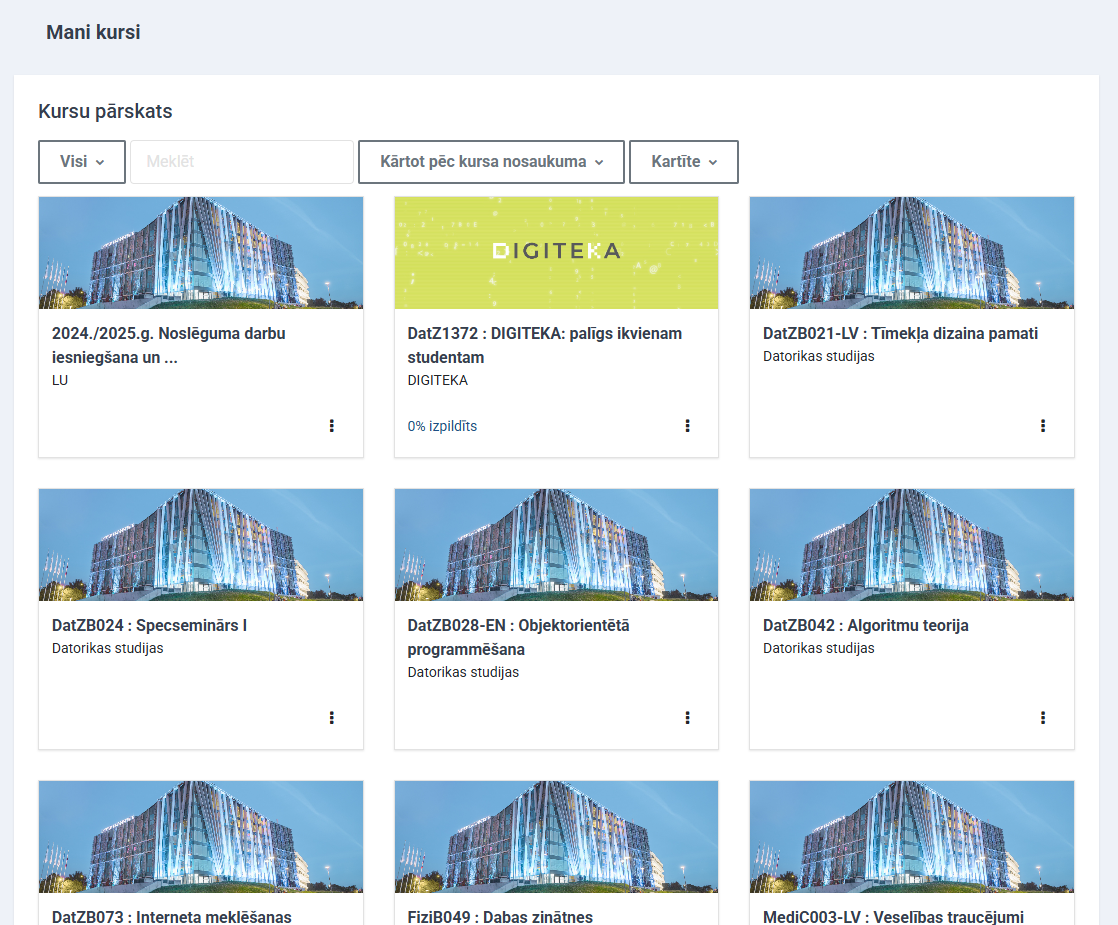 Mani kursi
Kursu pārskats
Visi
Meklēt
Kārtot pēc kursa nosaukuma
Kartīte
2024./2025.g. Noslēguma darbu
iesniegšana un ...
LU
DIGITEKA
DatZ1372 : DIGITEKA: palīgs ikvienam
studentam
DIGITEKA
0% izpildīts
DatZB021-LV : Tīmekļa dizaina pamati
Datorikas studijas
DatZB024 : Specseminārs I
Datorikas studijas
DatZB028-EN : Objektorientētā
programmēšana
Datorikas studijas
DatZB042 : Algoritmu teorija
Datorikas studijas
DatZB073 : Interneta meklēšanas
FiziB049 : Dabas zinātnes
MediC003-LV : Veselības traucējumi